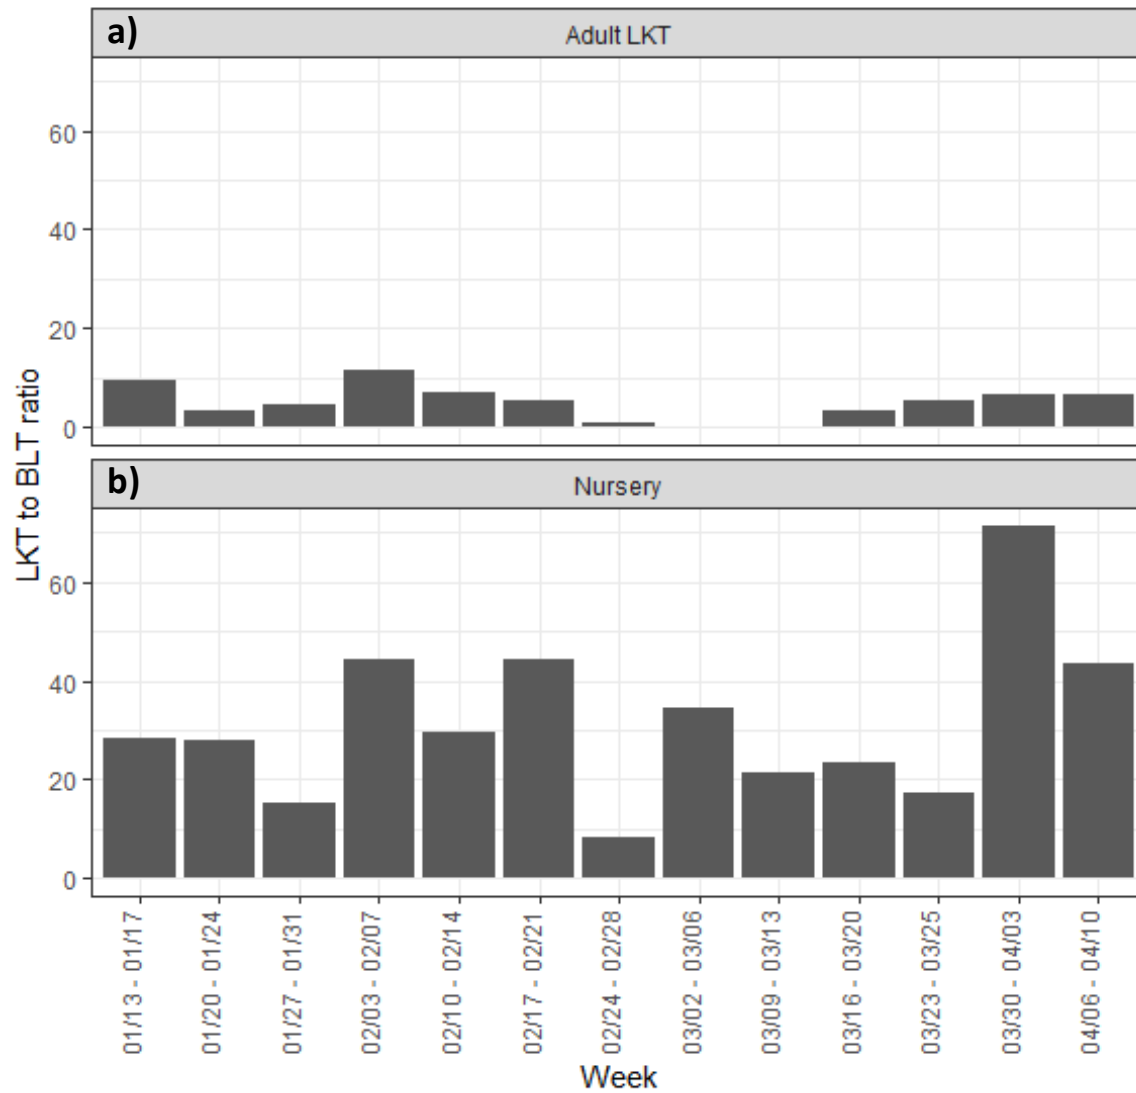 a)
Adult LKT
60
40
20
0
LKT to BLT ratio
b)
Nursery
60
40
20
0
01/13 - 01/17
01/20 - 01/24
01/27 - 01/31
02/03 - 02/07
02/10 - 02/14
02/17 - 02/21
02/24 - 02/28
03/02 - 03/06
03/09 - 03/13
03/16 - 03/20
03/23 - 03/25
03/30 - 04/03
04/06 - 04/10
Week